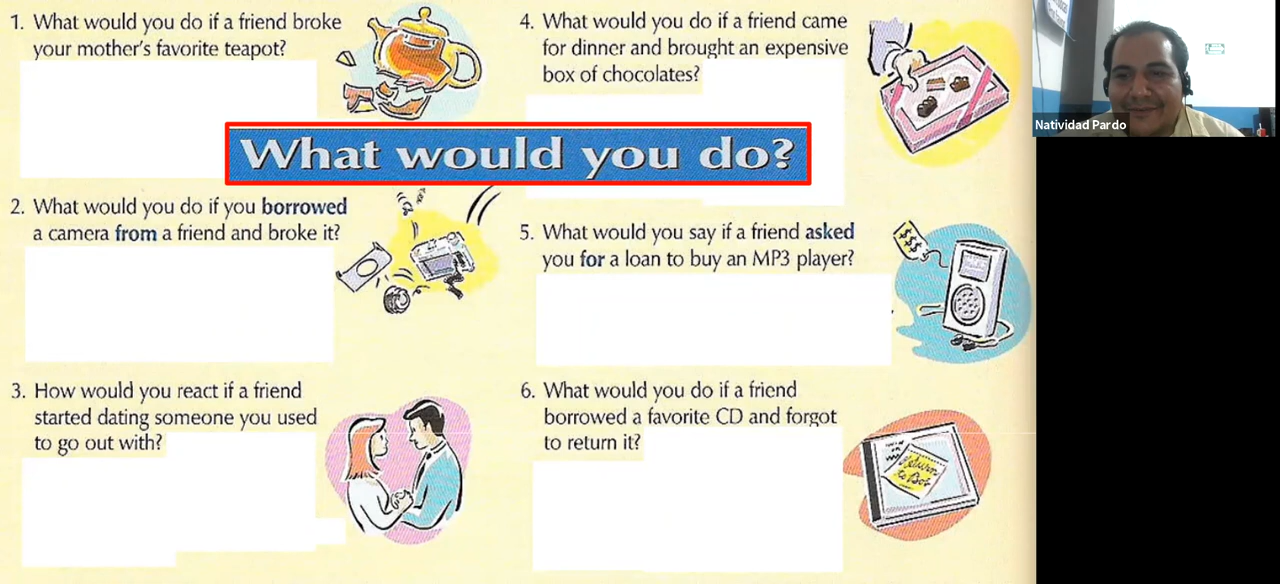 1. What would you do if a friend broke
your mother's favorite teapot?
4. What would you do if a friend came
for dinner and brought an expensive
box of chocolates?
What would you do?
2. What would you do if you borrowed
a camera from a friend and broke it?
5. What would you say if a friend asked
you for a loan to buy an MP3 player?
$$$
3. How would you react if a friend
started dating someone you used
to go out with?
6. What would you do if a friend
borrowed a favorite CD and forgot
to return it?
Return
to Bob
Natividad Pardo